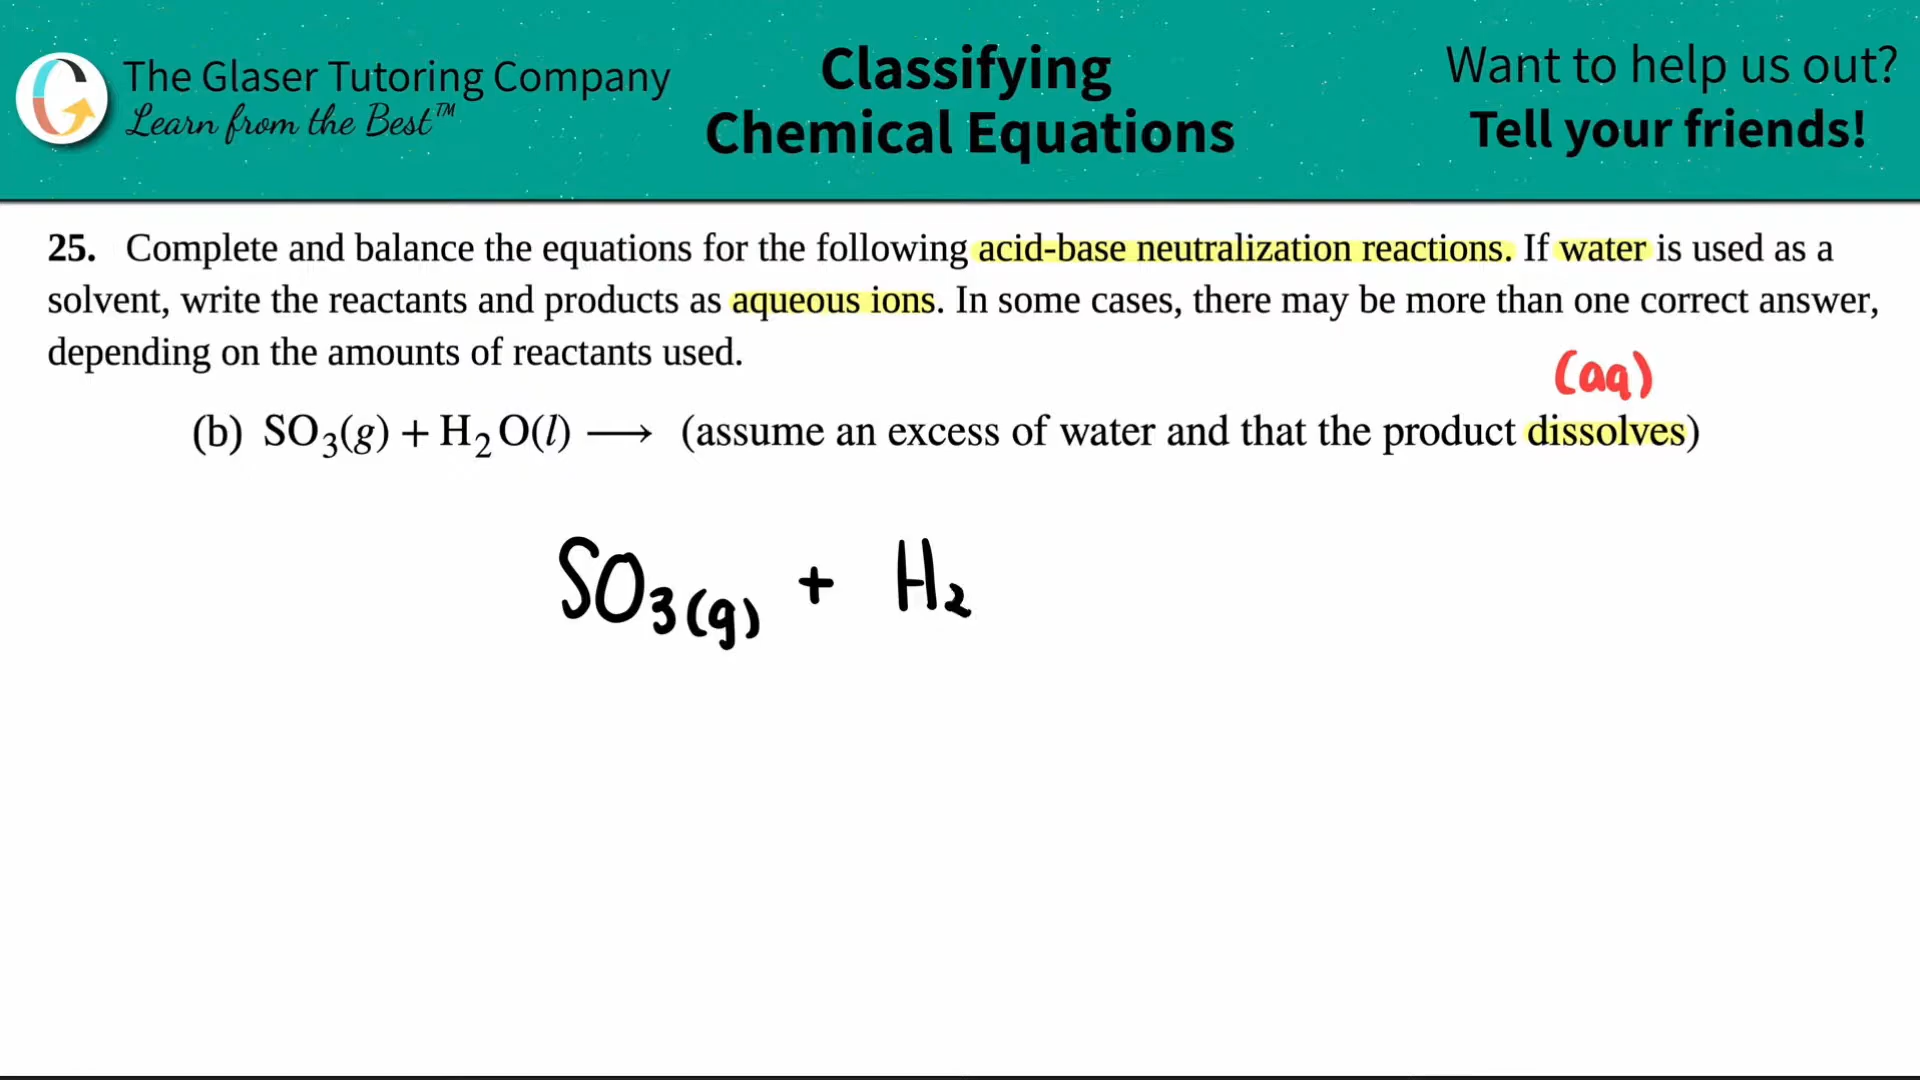 The Glaser Tutoring Company
Learn from the Best™
Classifying
Chemical Equations
Want to help us out?
Tell your friends!
25. Complete and balance the equations for the following acid-base neutralization reactions. If water is used as a
solvent, write the reactants and products as aqueous ions. In some cases, there may be more than one correct answer,
depending on the amounts of reactants used.
(aq)
(b) SO₃(g) + H₂O(l) ⟶ (assume an excess of water and that the product dissolves)
SO₃(g) + H₂